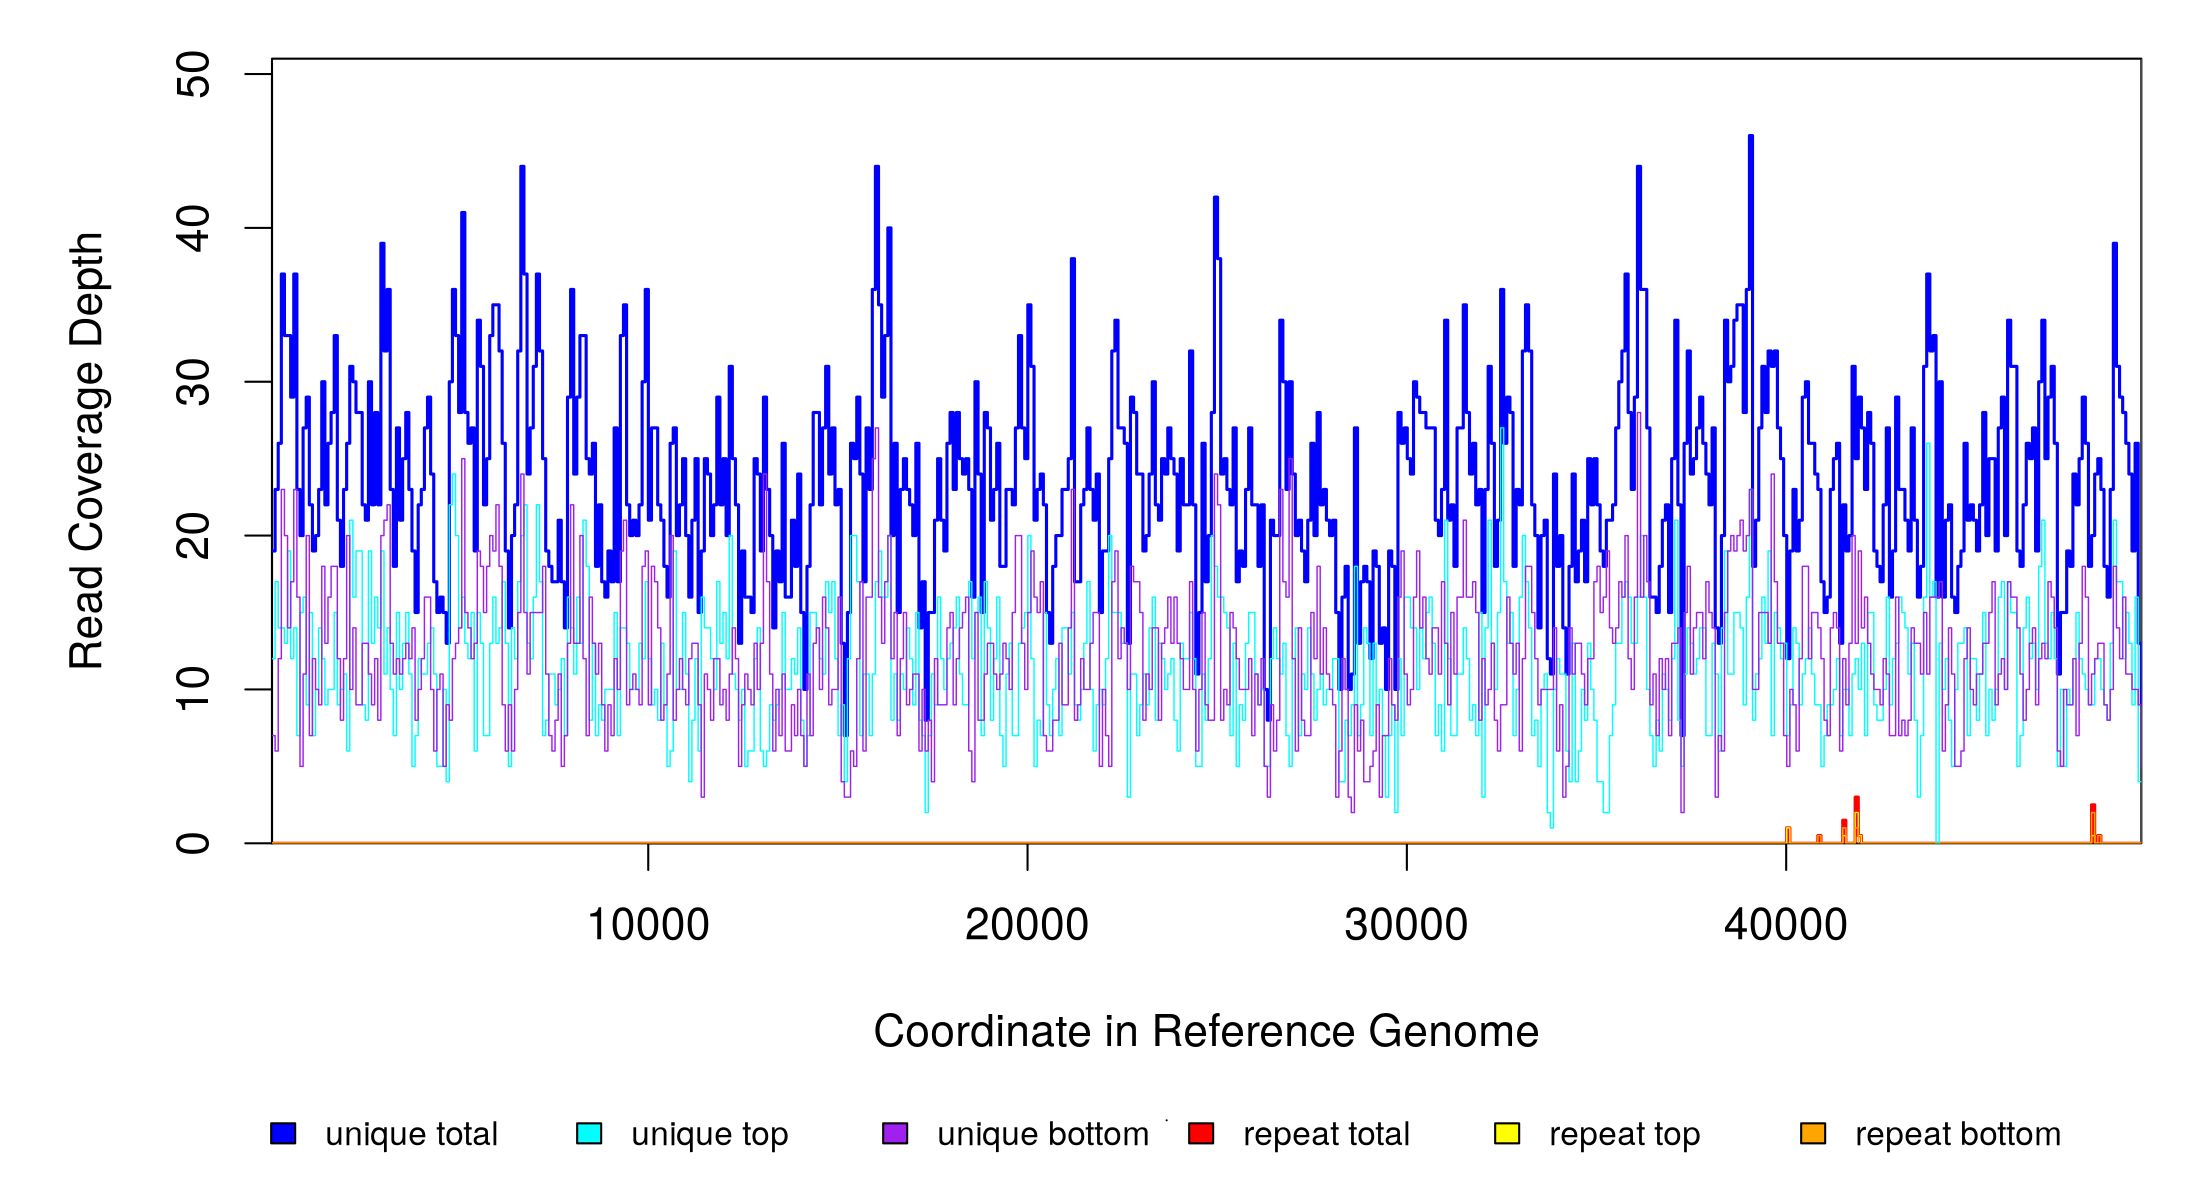 50
40
30
20
10
0
Read Coverage Depth
10000 20000 30000 40000
Coordinate in Reference Genome
unique total unique top unique bottom repeat total repeat top repeat bottom